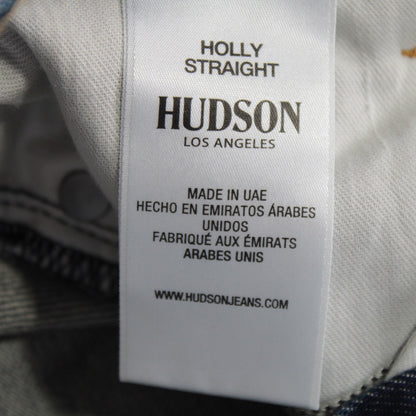 HOLLY
STRAIGHT
HUDSON
LOS ANGELES
MADE IN UAE
HECHO EN EMIRATOS ÁRABES
UNIDOS
FABRIQUÉ AUX ÉMIRATS
ARABES UNIS
WWW.HUDSONJEANS.COM